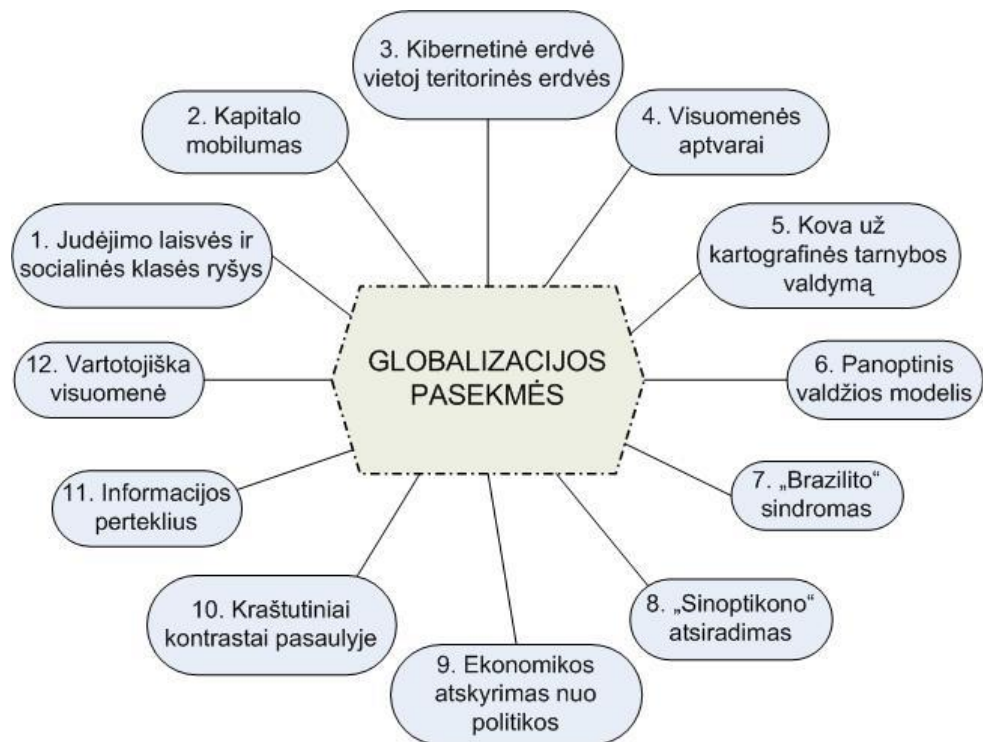 3. Kibernetinė erdvė
vietoj teritorinės erdvės
2. Kapitalo
mobilumas
4. Visuomenės
aptvarai
1. Judėjimo laisvės ir
socialinės klasės ryšys
5. Kova už
kartografinės tarnybos
valdymą
GLOBALIZACIJOS
PASEKMĖS
12. Vartotojiška
visuomenė
6. Panoptinis
valdžios modelis
11. Informacijos
perteklius
7. „Brazilito“
sindromas
10. Kraštutiniai
kontrastai pasaulyje
8. „Sinoptikono“
atsiradimas
9. Ekonomikos
atskyrimas nuo
politikos